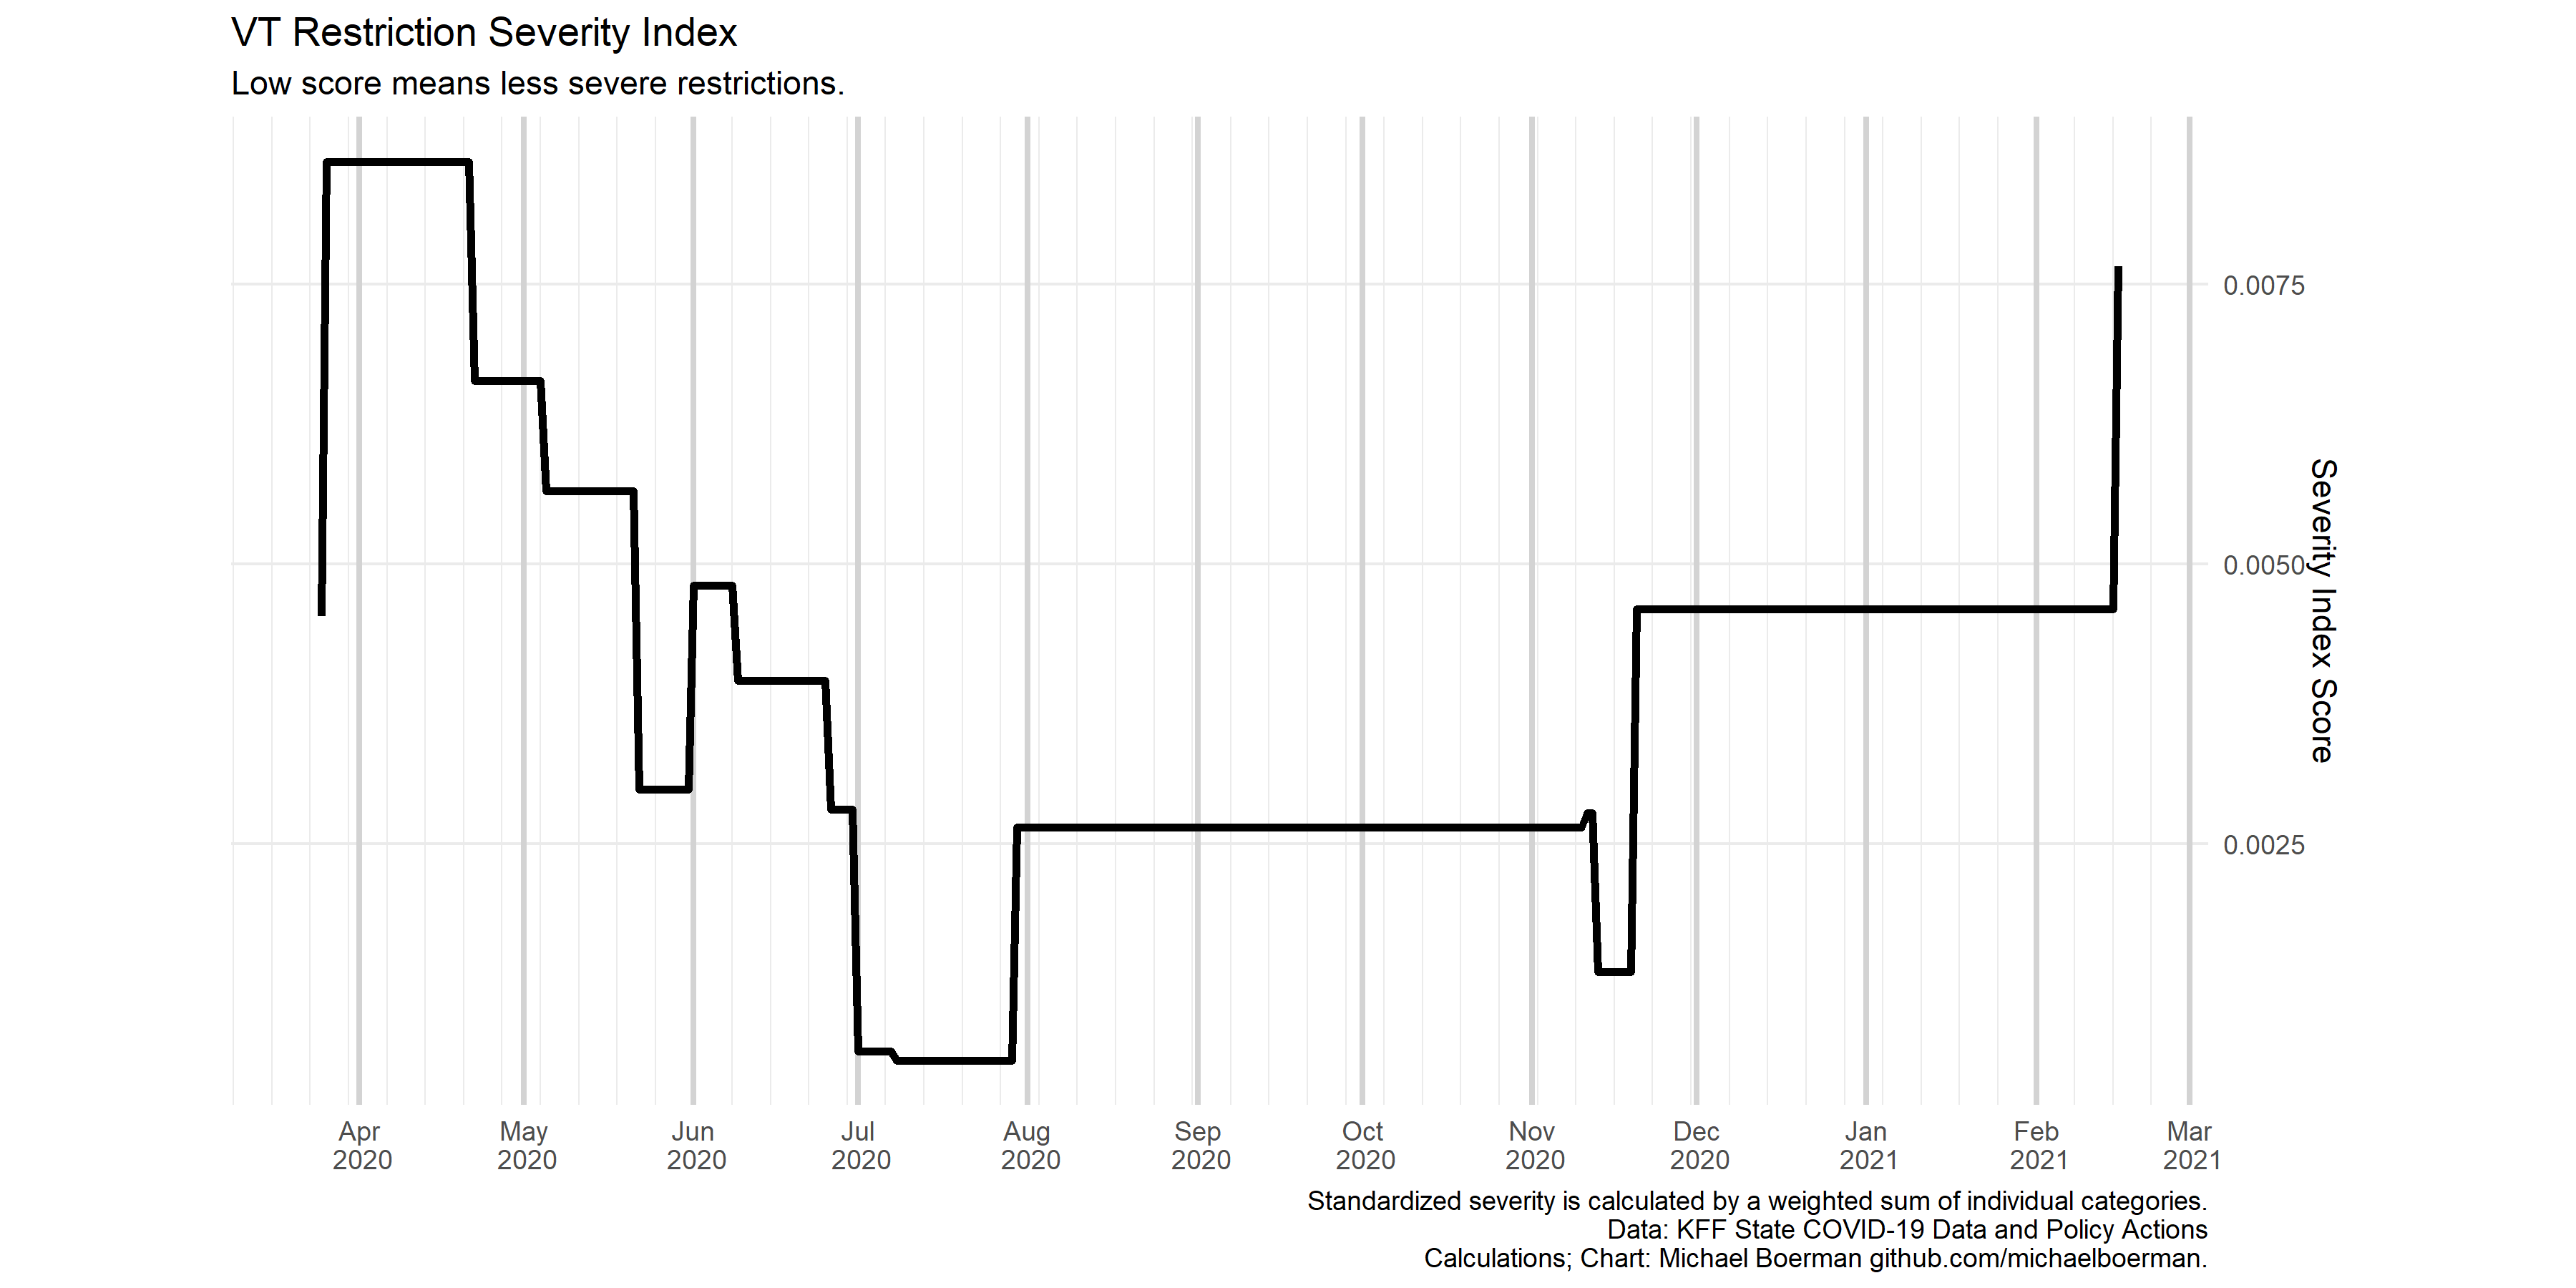 VT Restriction Severity Index
Low score means less severe restrictions.
0.0075
0.0050
0.0025
Severity Index Score
Apr
2020
May
2020
Jun
2020
Jul
2020
Aug
2020
Sep
2020
Oct
2020
Nov
2020
Dec
2020
Jan
2021
Feb
2021
Mar
2021
Standardized severity is calculated by a weighted sum of individual categories.
Data: KFF State COVID-19 Data and Policy Actions
Calculations; Chart: Michael Boerman github.com/michaelboerman.